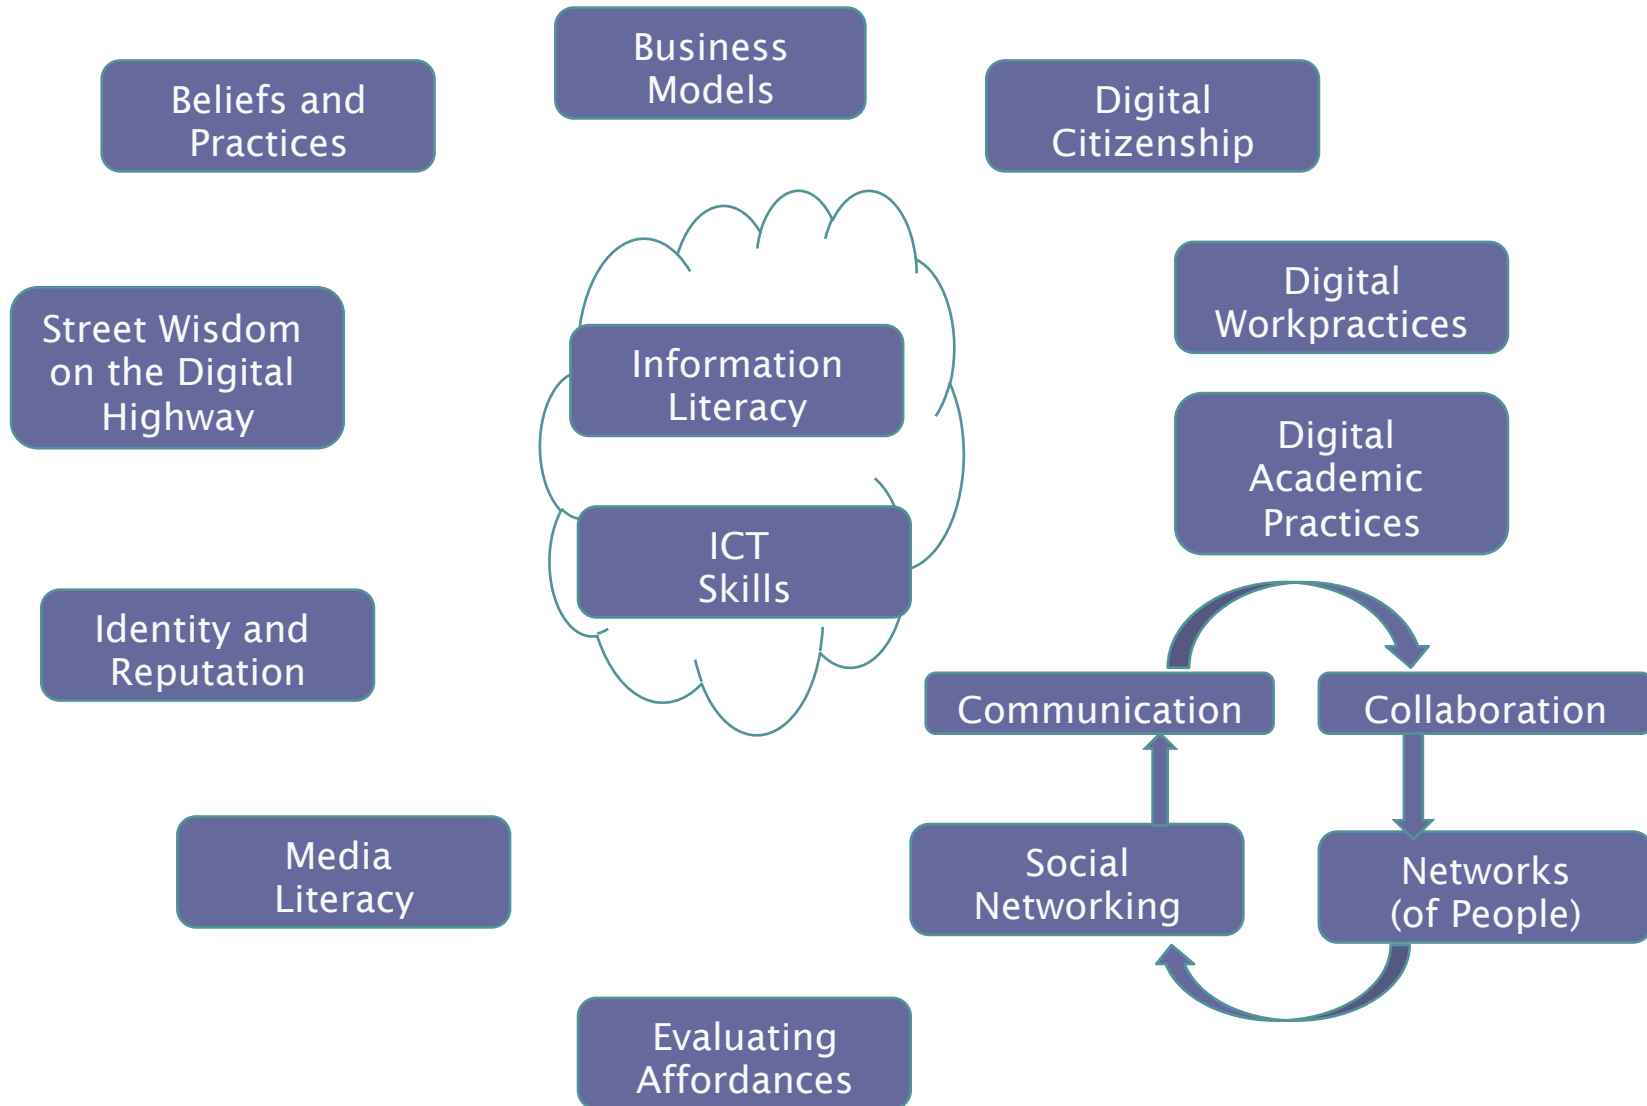 Business
Models
Beliefs and
Practices
Digital
Citizenship
Digital
Workpractices
Street Wisdom
on the Digital
Highway
Information
Literacy
Digital
Academic
Practices
ICT
Skills
Identity and
Reputation
Communication
Collaboration
Media
Literacy
Social
Networking
Networks
(of People)
Evaluating
Affordances